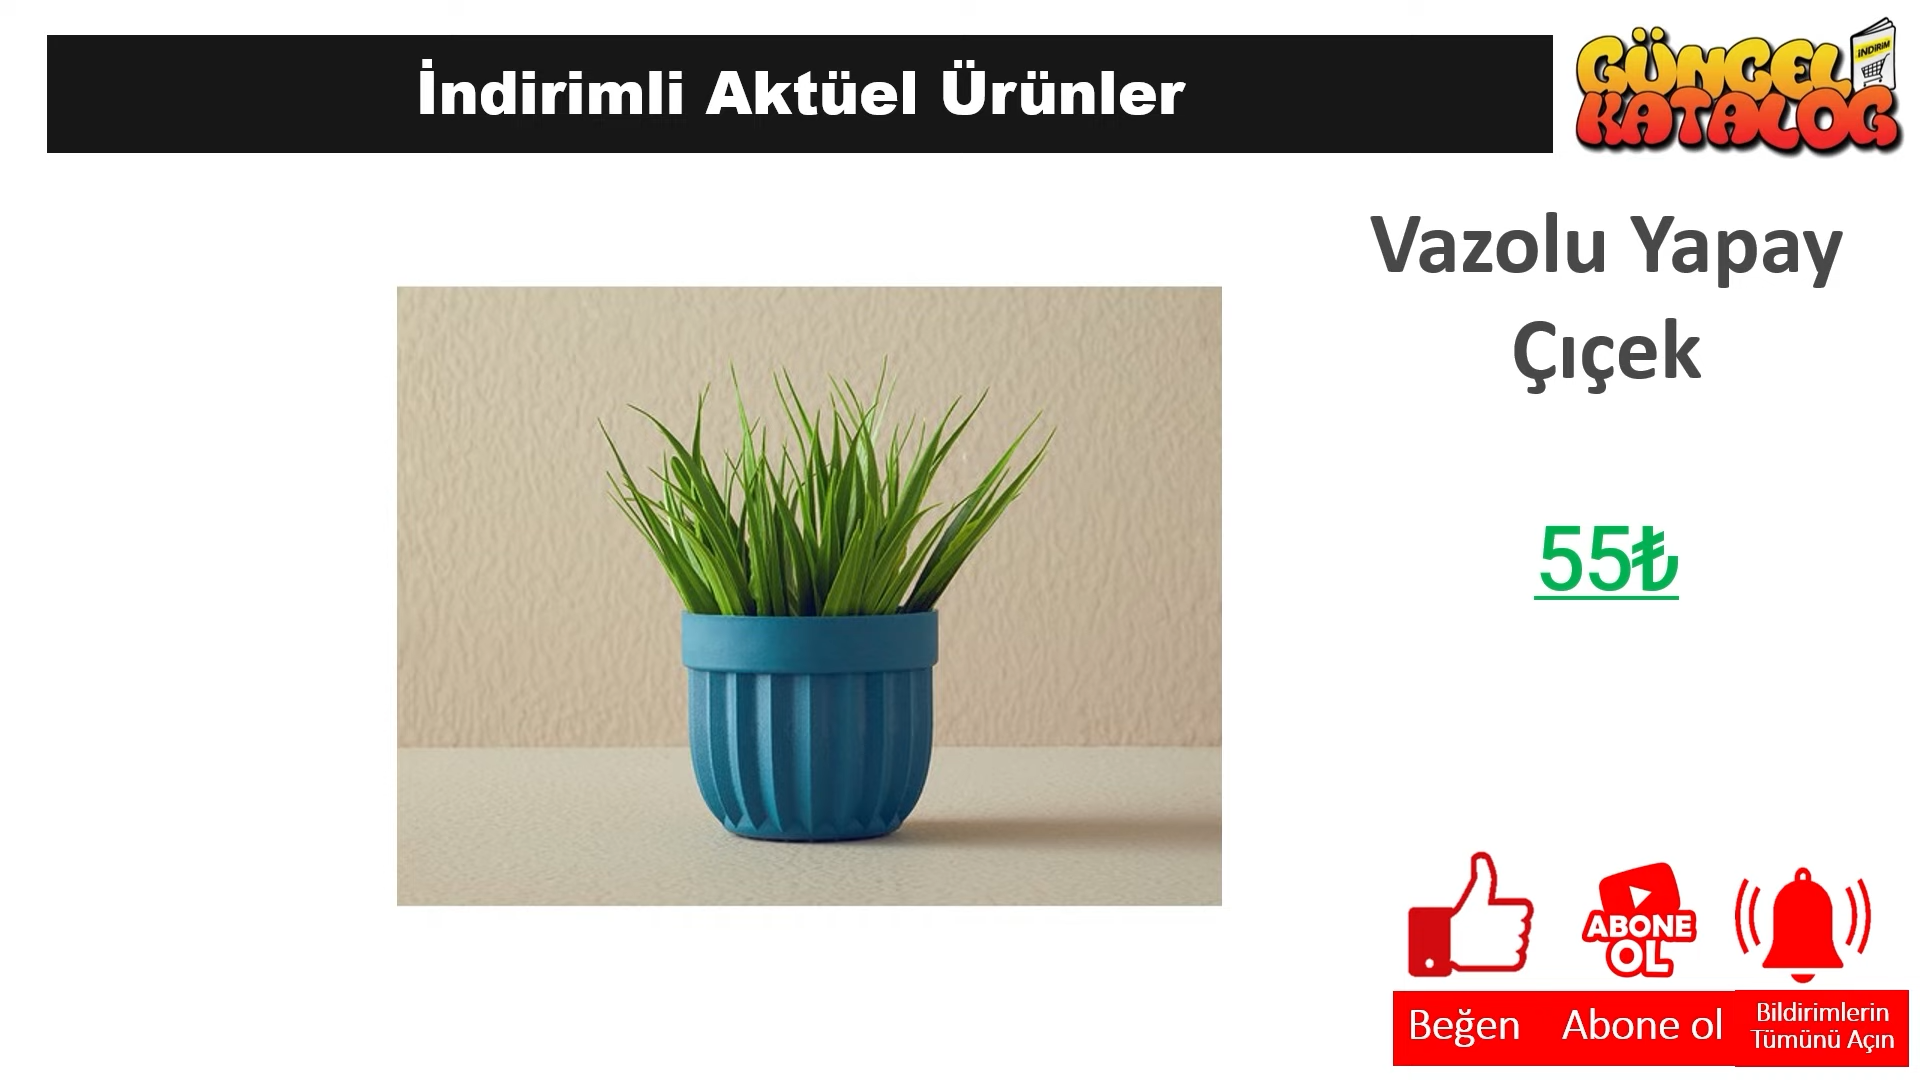 İndirimli Aktüel Ürünler
GÜNCEL
KATALOG
İNDİRİM
Vazolu Yapay
Çıçek
55₺
ABONE
OL
Beğen
Abone ol
Bildirimlerin
Tümünü Açın